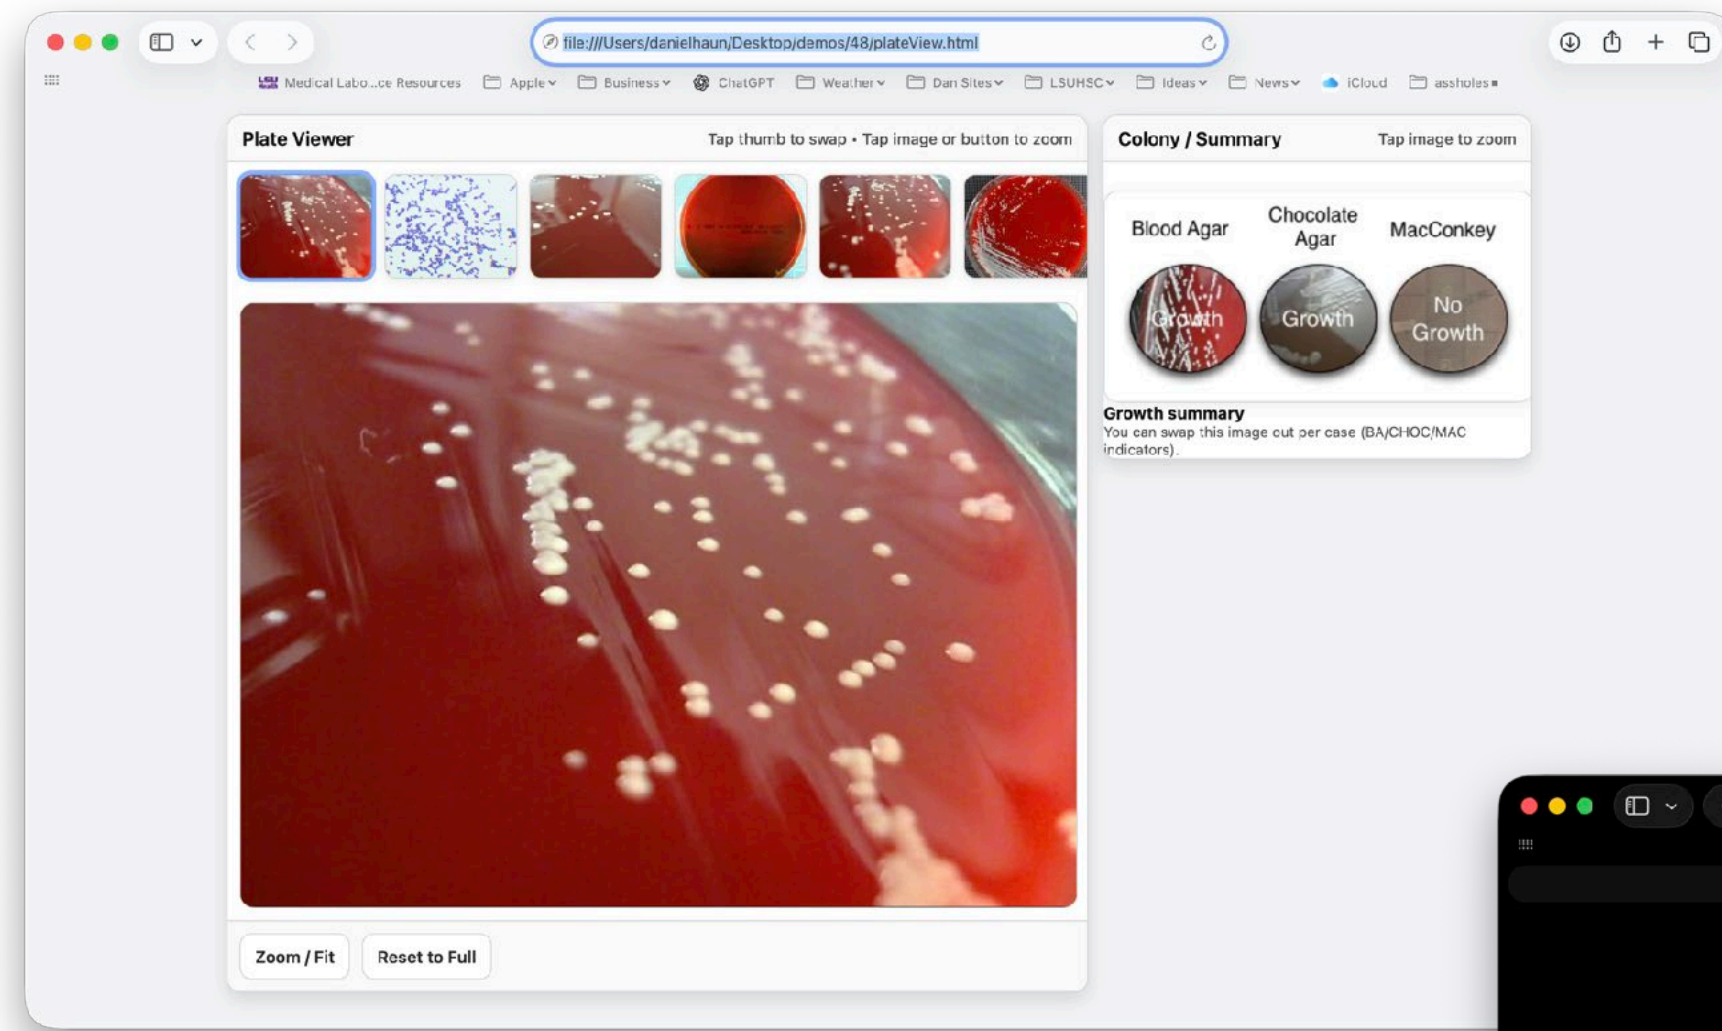 file:///Users/danielhaun/Desktop/demos/48/plateView.html
Medical Labo...ce Resources Apple Business ChatGPT Weather Dan Sites LSUHSC Ideas News iCloud assholes
Plate Viewer
Tap thumb to swap • Tap image or button to zoom
Zoom / Fit
Reset to Full
Colony / Summary
Tap image to zoom
Blood Agar
Chocolate
Agar
MacConkey
Growth
Growth
No
Growth
Growth summary
You can swap this image out per case (BA/CHOC/MAC
indicators).